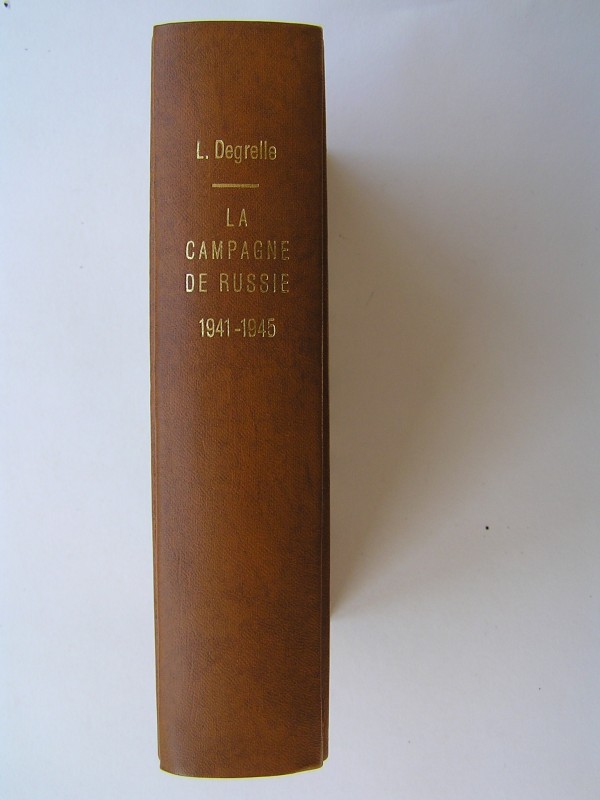 L. Degrelle
LA
CAMPAGNE
DE RUSSIE
1941-1945